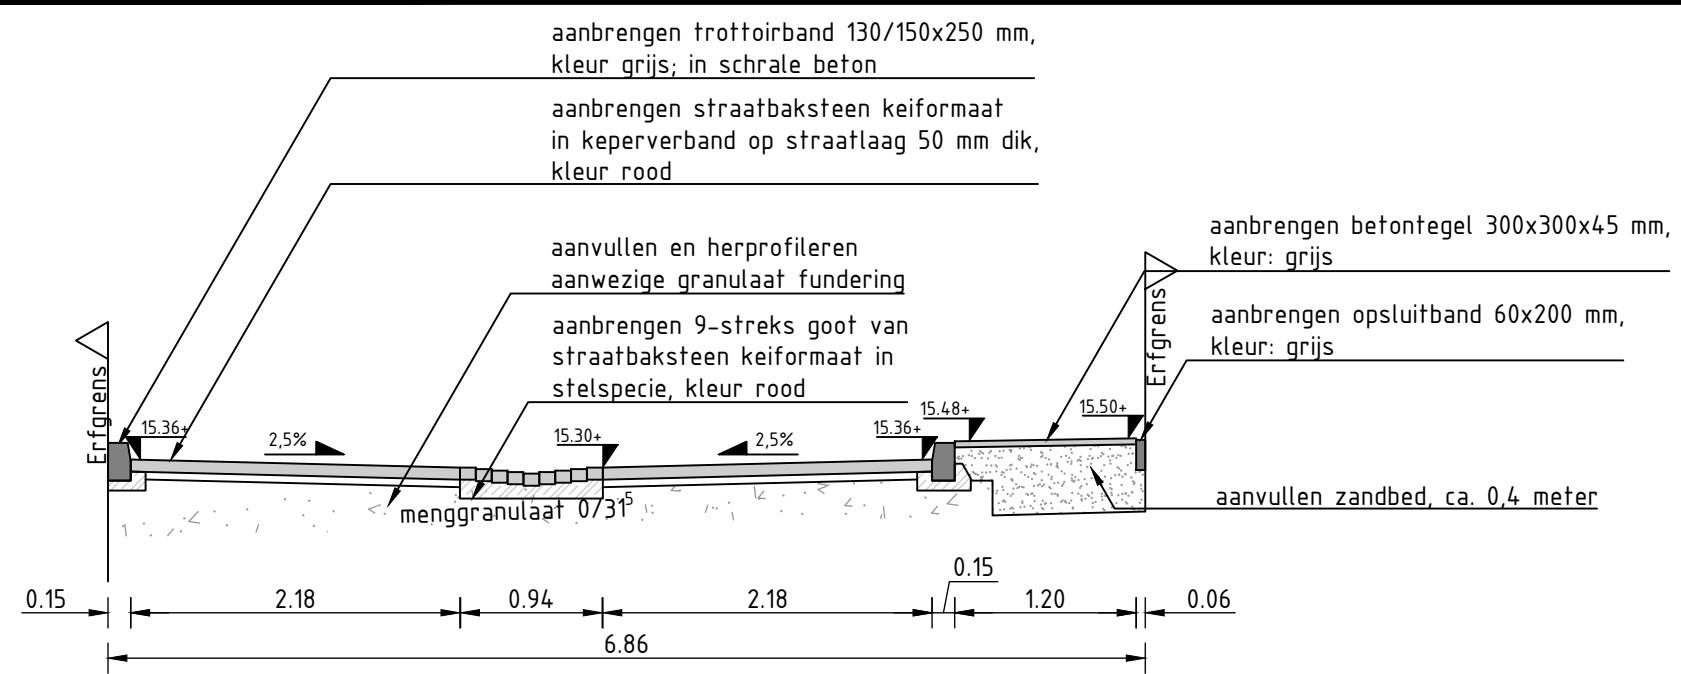 aanbrengen trottoirband 130/150x250 mm,
kleur grijs; in schrale beton
aanbrengen straatbaksteen keiformaat
in keperverband op straatlaag 50 mm dik,
kleur rood
aanbrengen betontegel 300x300x45 mm,
kleur: grijs
aanvullen en herprofileren
aanwezige granulaat fundering
aanbrengen opsluitband 60x200 mm,
kleur: grijs
aanbrengen 9-streks goot van
straatbaksteen keiformaat in
stelspecie, kleur rood
Erfgrens
Erfgrens
15.36+
2,5%
15.30+
2,5%
15.36+
15.48+
15.50+
aanvullen zandbed, ca. 0,4 meter
menggranulaat 0/31⁵
0.15
2.18
0.94
2.18
0.15
1.20
0.06
6.86